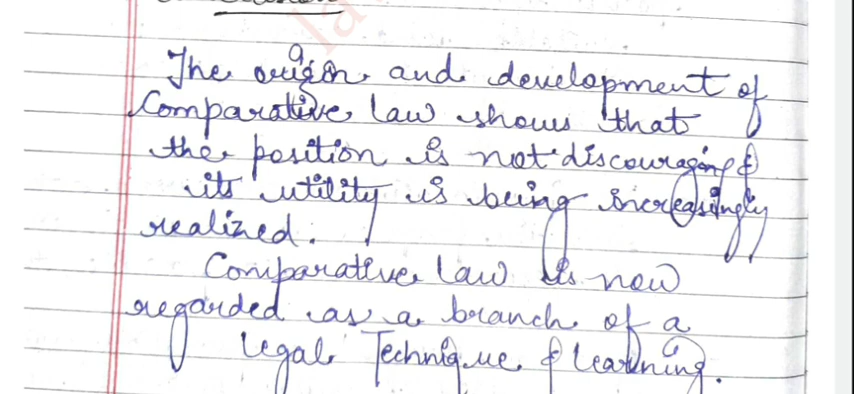 The origin and development of
Comparative law shows that
the position is not discouraging &
its utility is being increasingly
realized.
Comparative law is now
regarded as a branch of a
Legal Technique & learning.